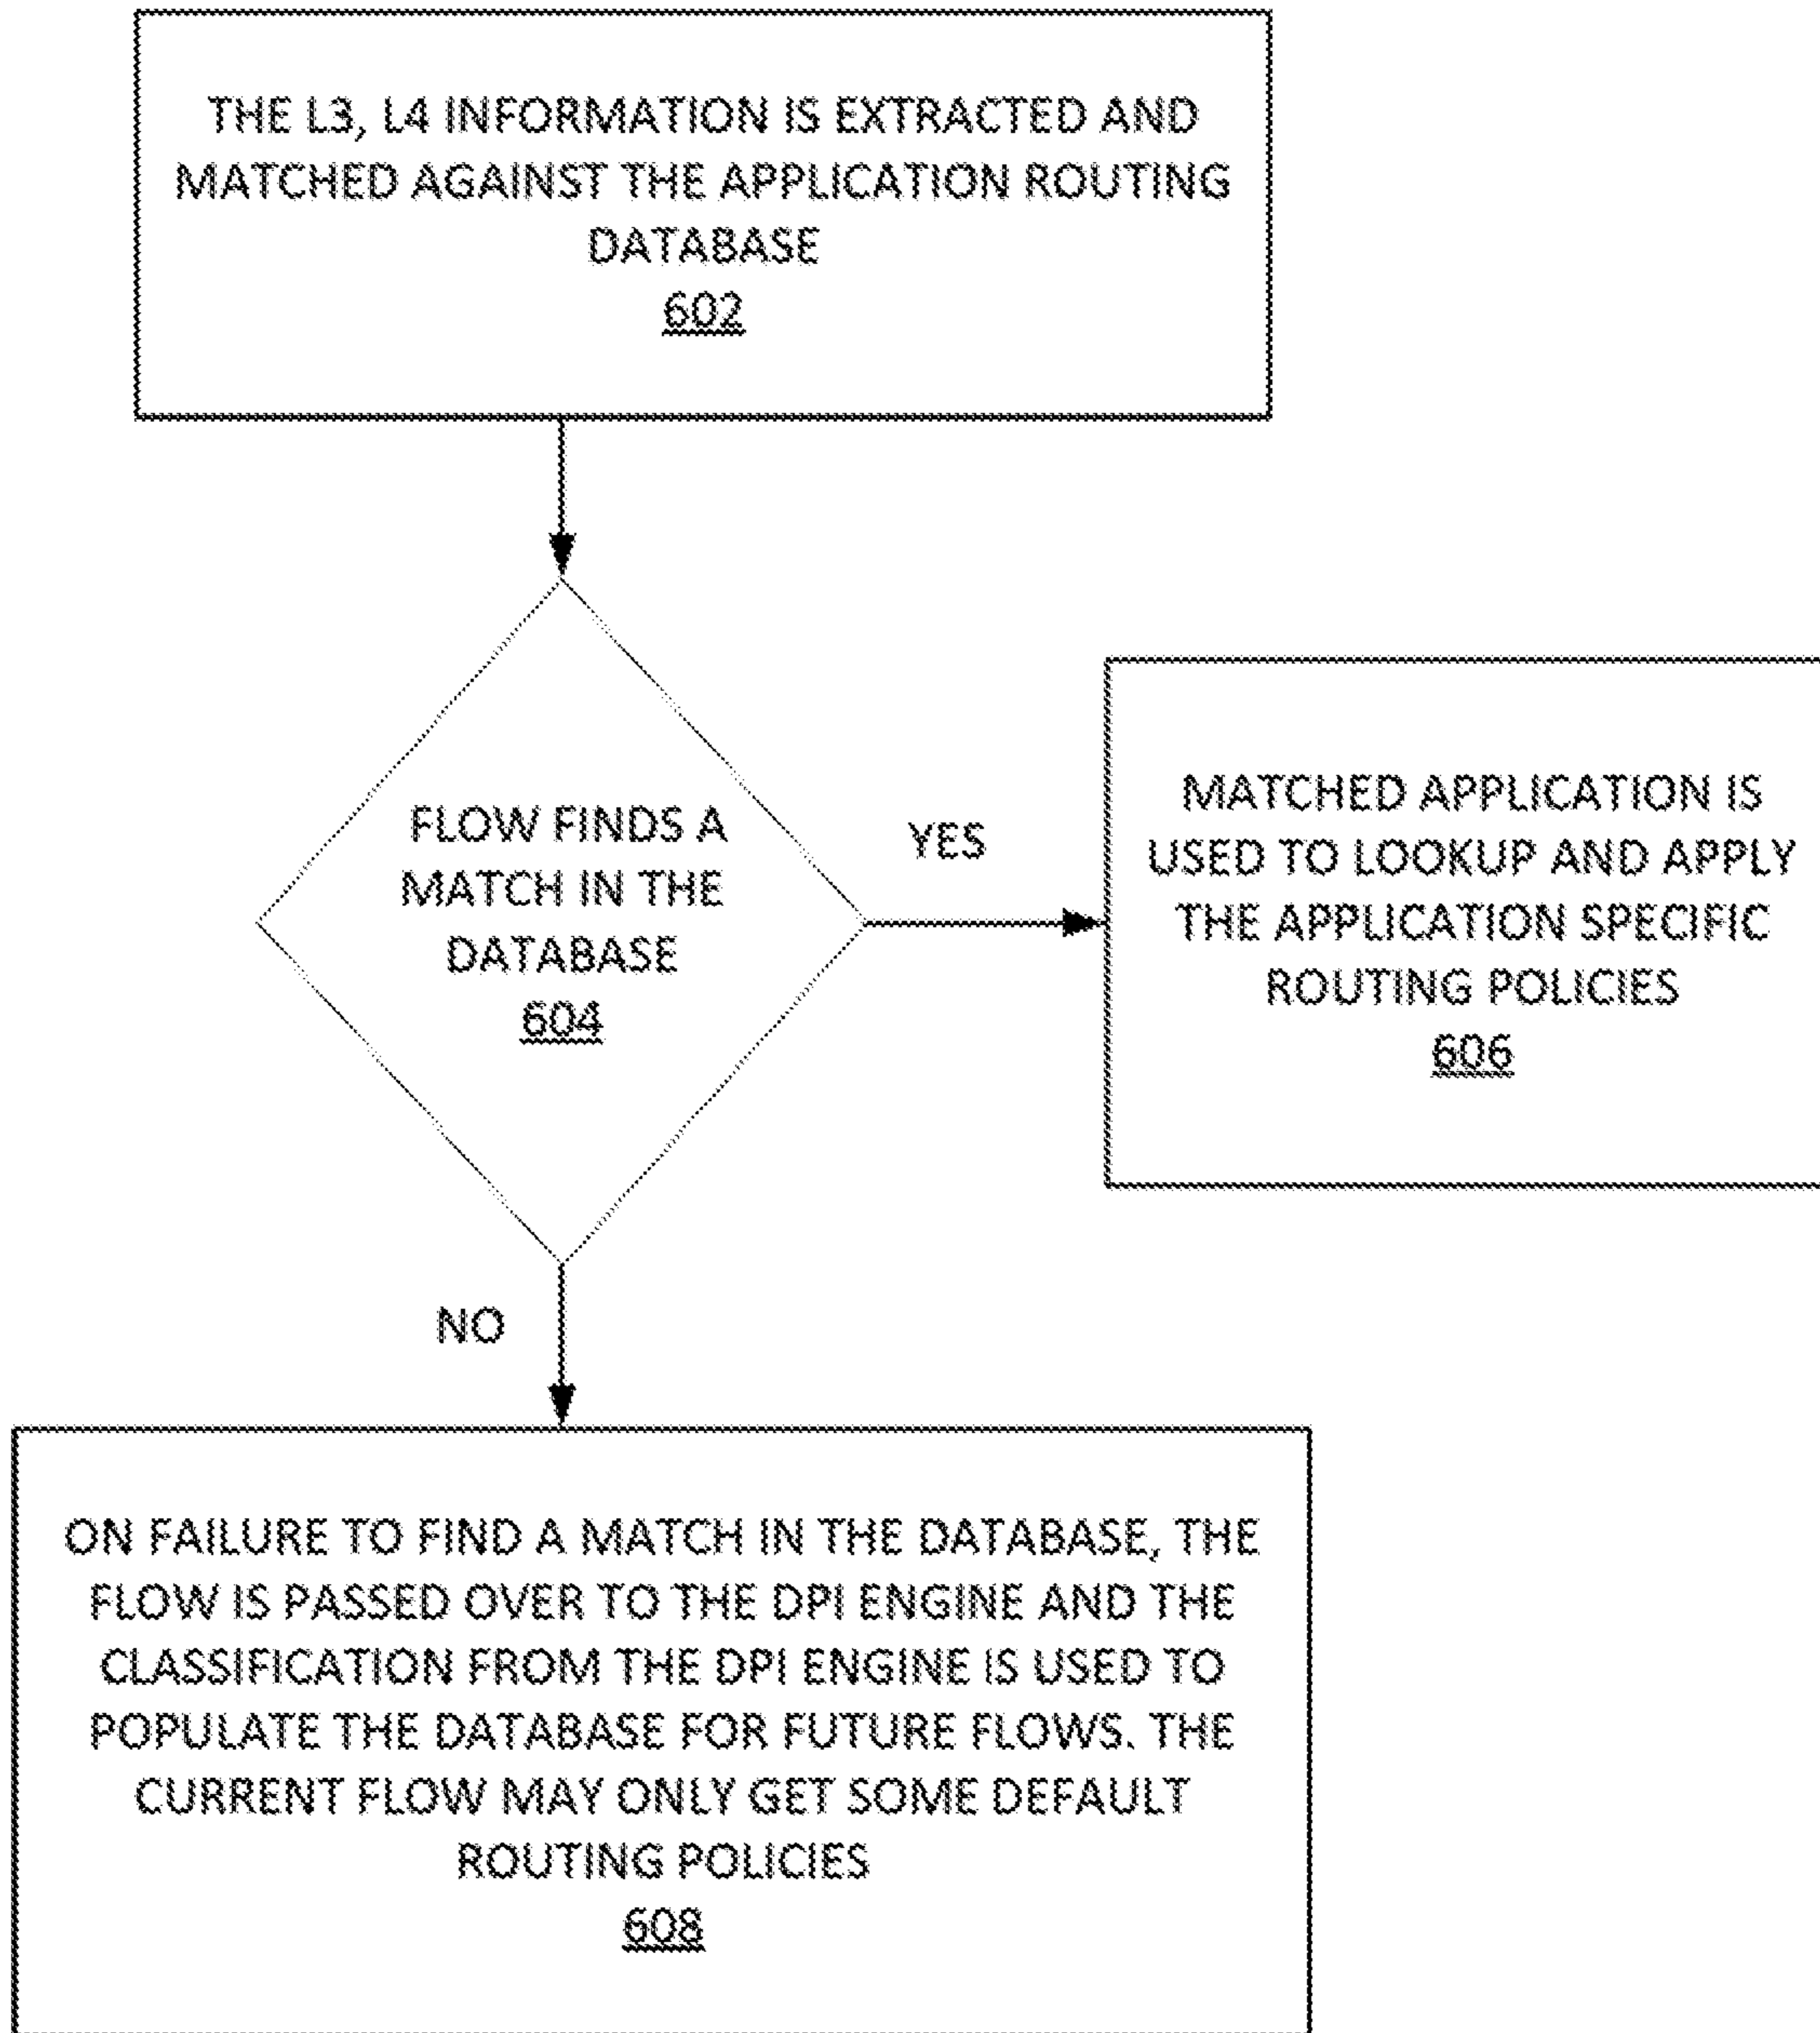 THE L3, L4 INFORMATION IS EXTRACTED AND
MATCHED AGAINST THE APPLICATION ROUTING
DATABASE
602
FLOW FINDS A
MATCH IN THE
DATABASE
604
YES
MATCHED APPLICATION IS
USED TO LOOKUP AND APPLY
THE APPLICATION SPECIFIC
ROUTING POLICIES
606
NO
ON FAILURE TO FIND A MATCH IN THE DATABASE, THE
FLOW IS PASSED OVER TO THE DPI ENGINE AND THE
CLASSIFICATION FROM THE DPI ENGINE IS USED TO
POPULATE THE DATABASE FOR FUTURE FLOWS. THE
CURRENT FLOW MAY ONLY GET SOME DEFAULT
ROUTING POLICIES
608